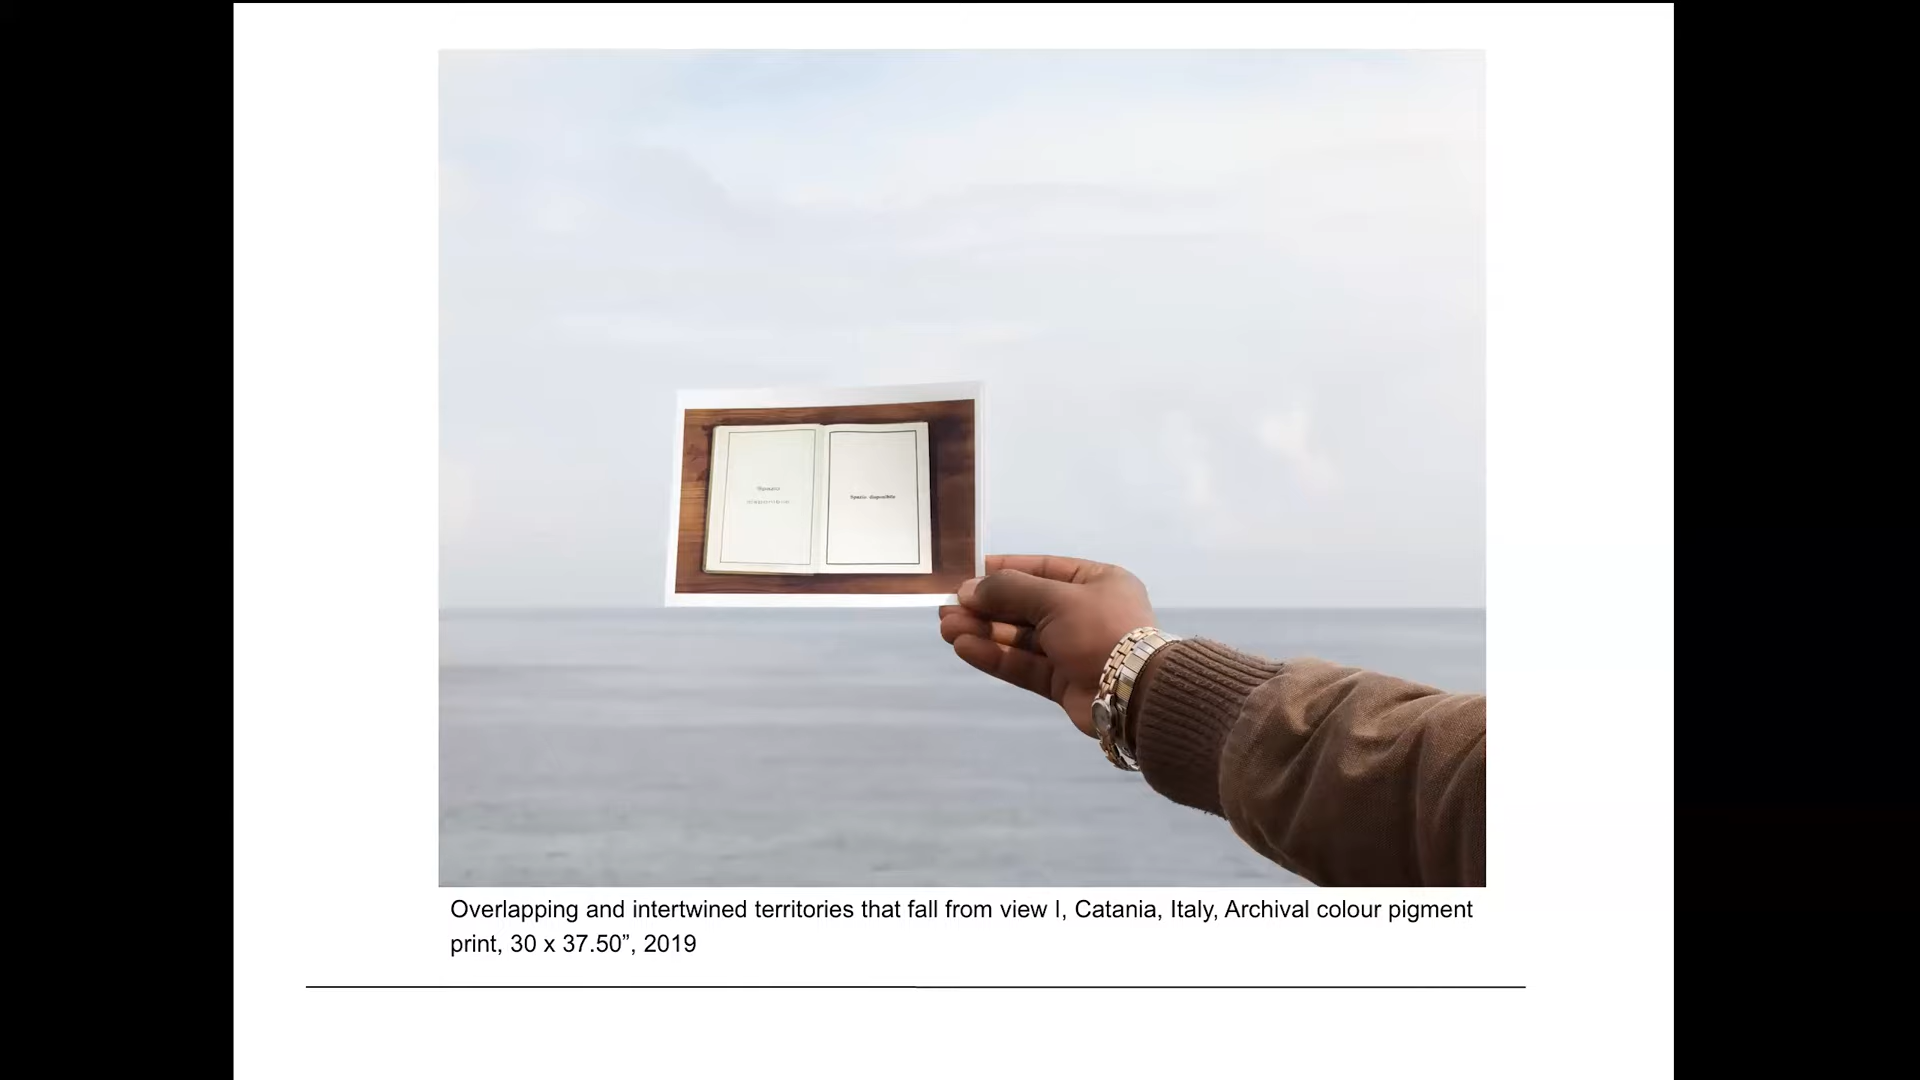 Spazio disponibile
Overlapping and intertwined territories that fall from view I, Catania, Italy, Archival colour pigment
print, 30 x 37.50”, 2019